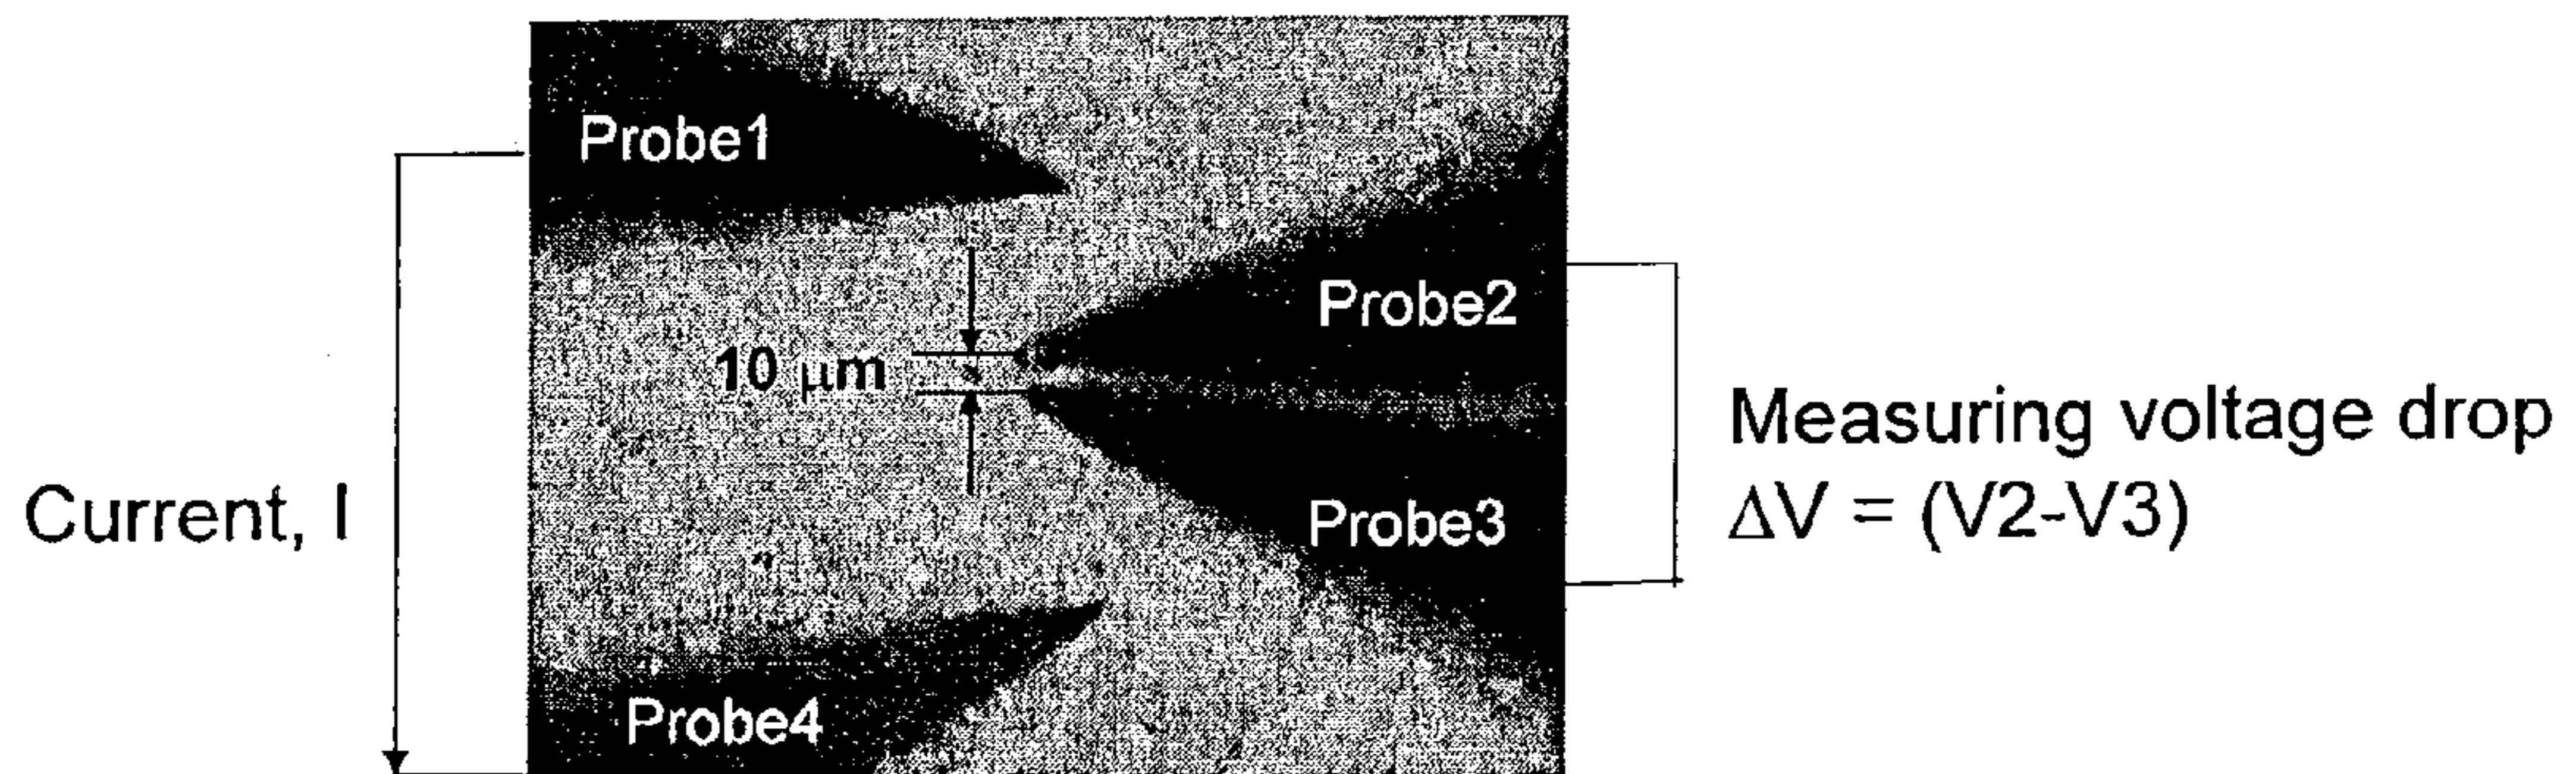 Probe1
Probe2
10 μm
Measuring voltage drop
Current, I
ΔV = (V2-V3)
Probe3
Probe4